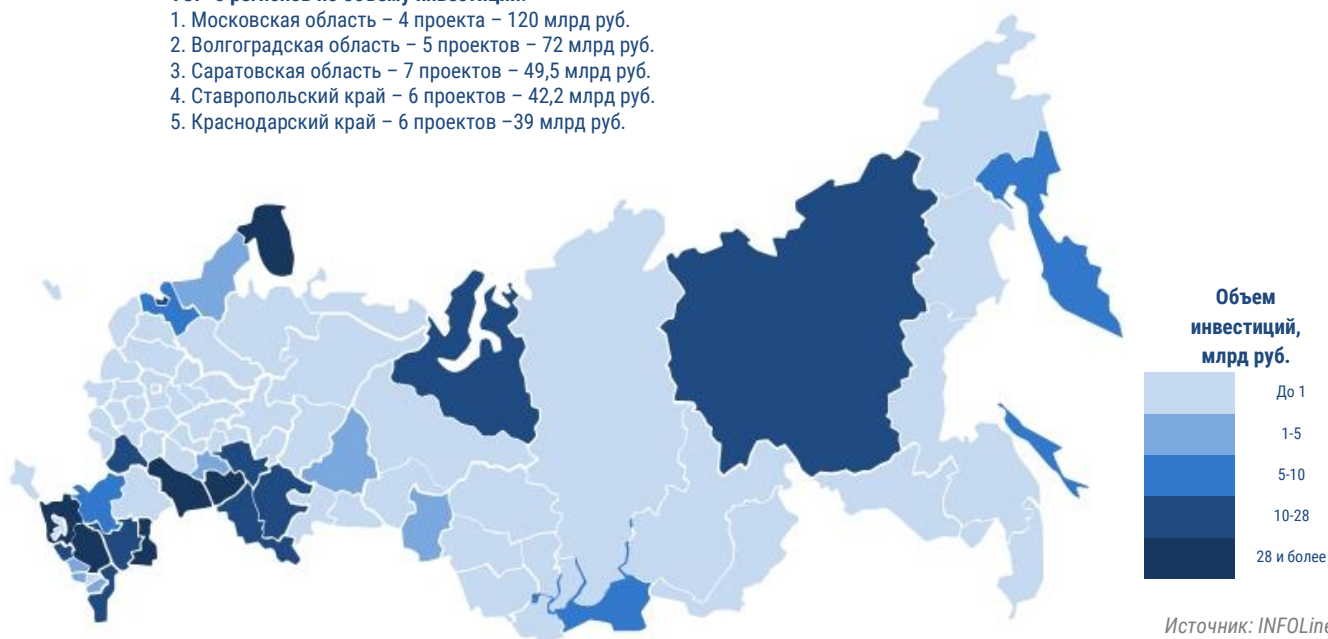 1. Московская область – 4 проекта – 120 млрд руб.
2. Волгоградская область – 5 проектов – 72 млрд руб.
3. Саратовская область – 7 проектов – 49,5 млрд руб.
4. Ставропольский край – 6 проектов – 42,2 млрд руб.
5. Краснодарский край – 6 проектов –39 млрд руб.
Объем
инвестиций,
млрд руб.
До 1
1-5
5-10
10-28
28 и более
Источник: INFOLine